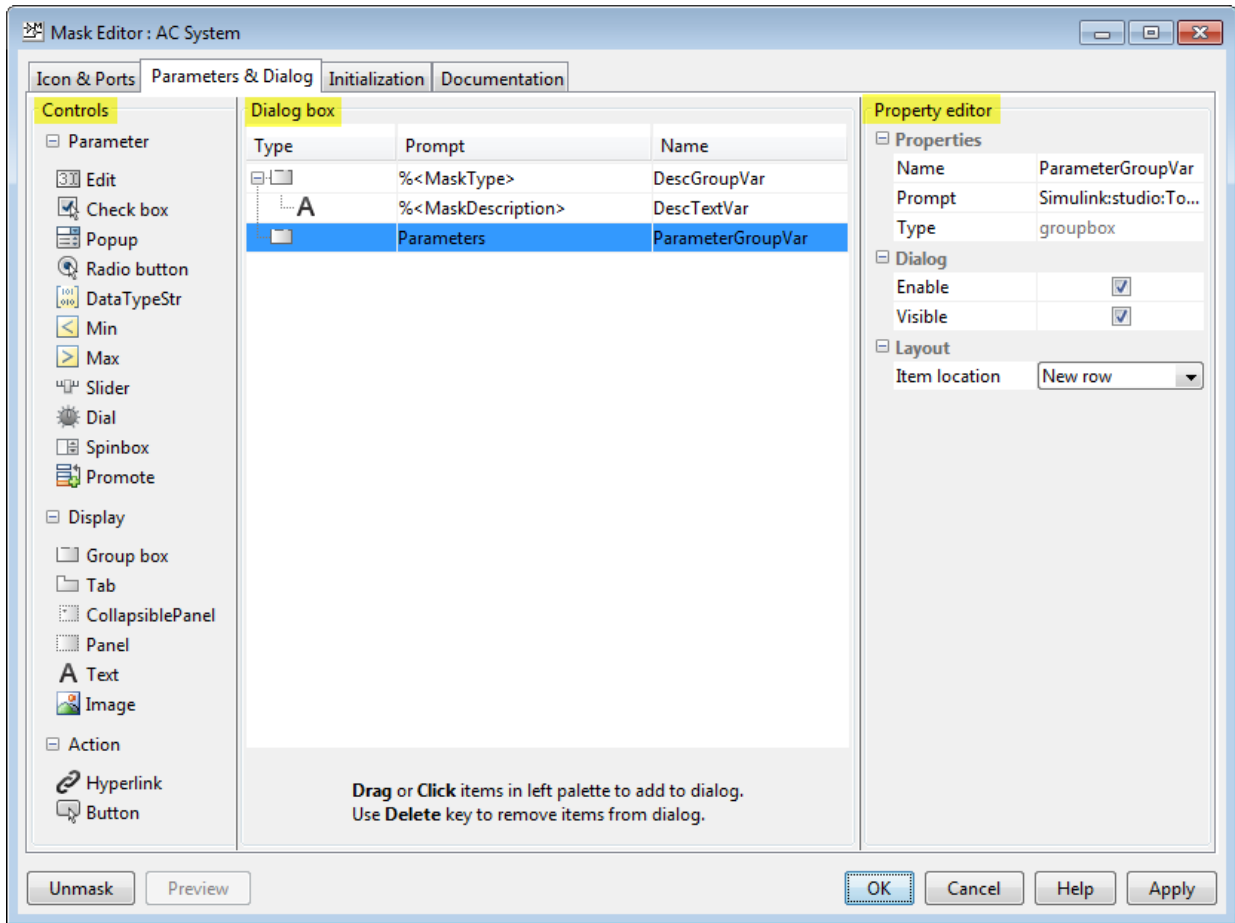 Mask Editor : AC System
Icon & Ports
Parameters & Dialog
Initialization
Documentation
Controls
Parameter
Edit
Check box
Popup
Radio button
DataTypeStr
Min
Max
Slider
Dial
Spinbox
Promote
Display
Group box
Tab
CollapsiblePanel
Panel
A Text
Image
Action
Hyperlink
Button
Dialog box
Type Prompt Name
%<MaskType> DescGroupVar
A %<MaskDescription> DescTextVar
Parameters ParameterGroupVar
Drag or Click items in left palette to add to dialog.
Use Delete key to remove items from dialog.
Property editor
Properties
Name ParameterGroupVar
Prompt Simulink:studio:To...
Type groupbox
Dialog
Enable
Visible
Layout
Item location New row
Unmask
Preview
OK
Cancel
Help
Apply